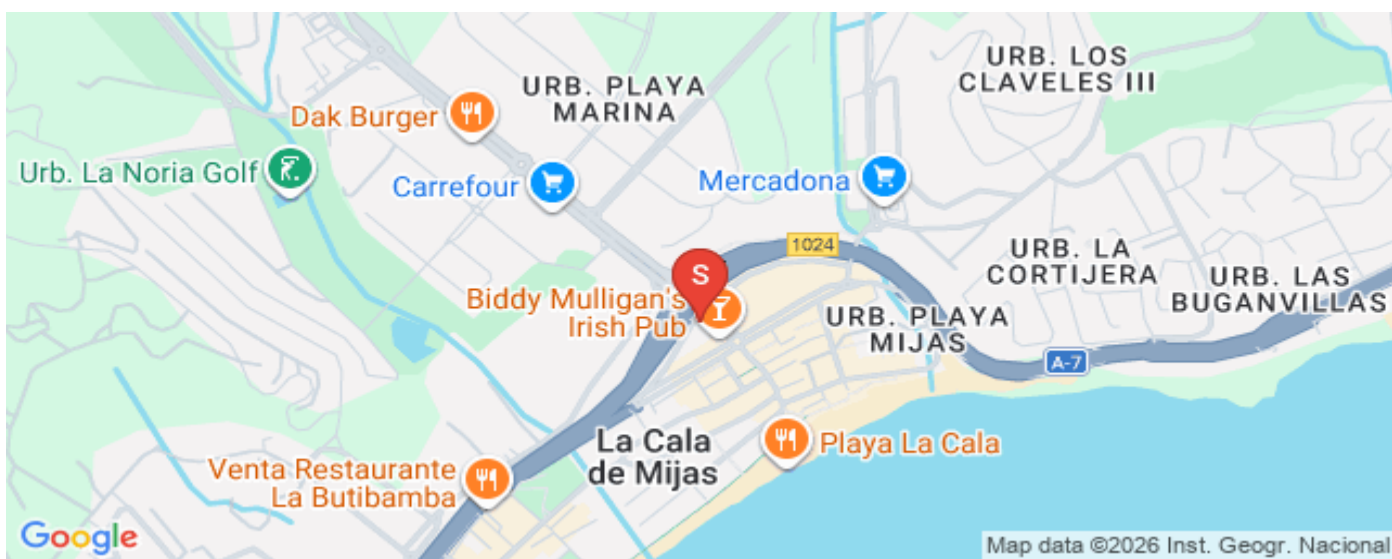 URB. LOS
CLAVELES III
URB. PLAYA
MARINA
Dak Burger
Urb. La Noria Golf
Carrefour
Mercadona
1024
URB. LA
CORTIJERA
URB. LAS
BUGANVILLAS
S
Biddy Mulligan's
Irish Pub
URB. PLAYA
MIJAS
A-7
La Cala
de Mijas
Playa La Cala
Venta Restaurante
La Butibamba
Google
Map data ©2026 Inst. Geogr. Nacional